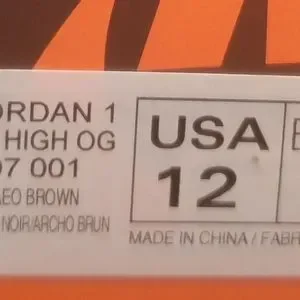 ORDAN 1
HIGH OG
07 001
AEO BROWN
NOIR/ARCHO BRUN
USA
12
MADE IN CHINA / FABR